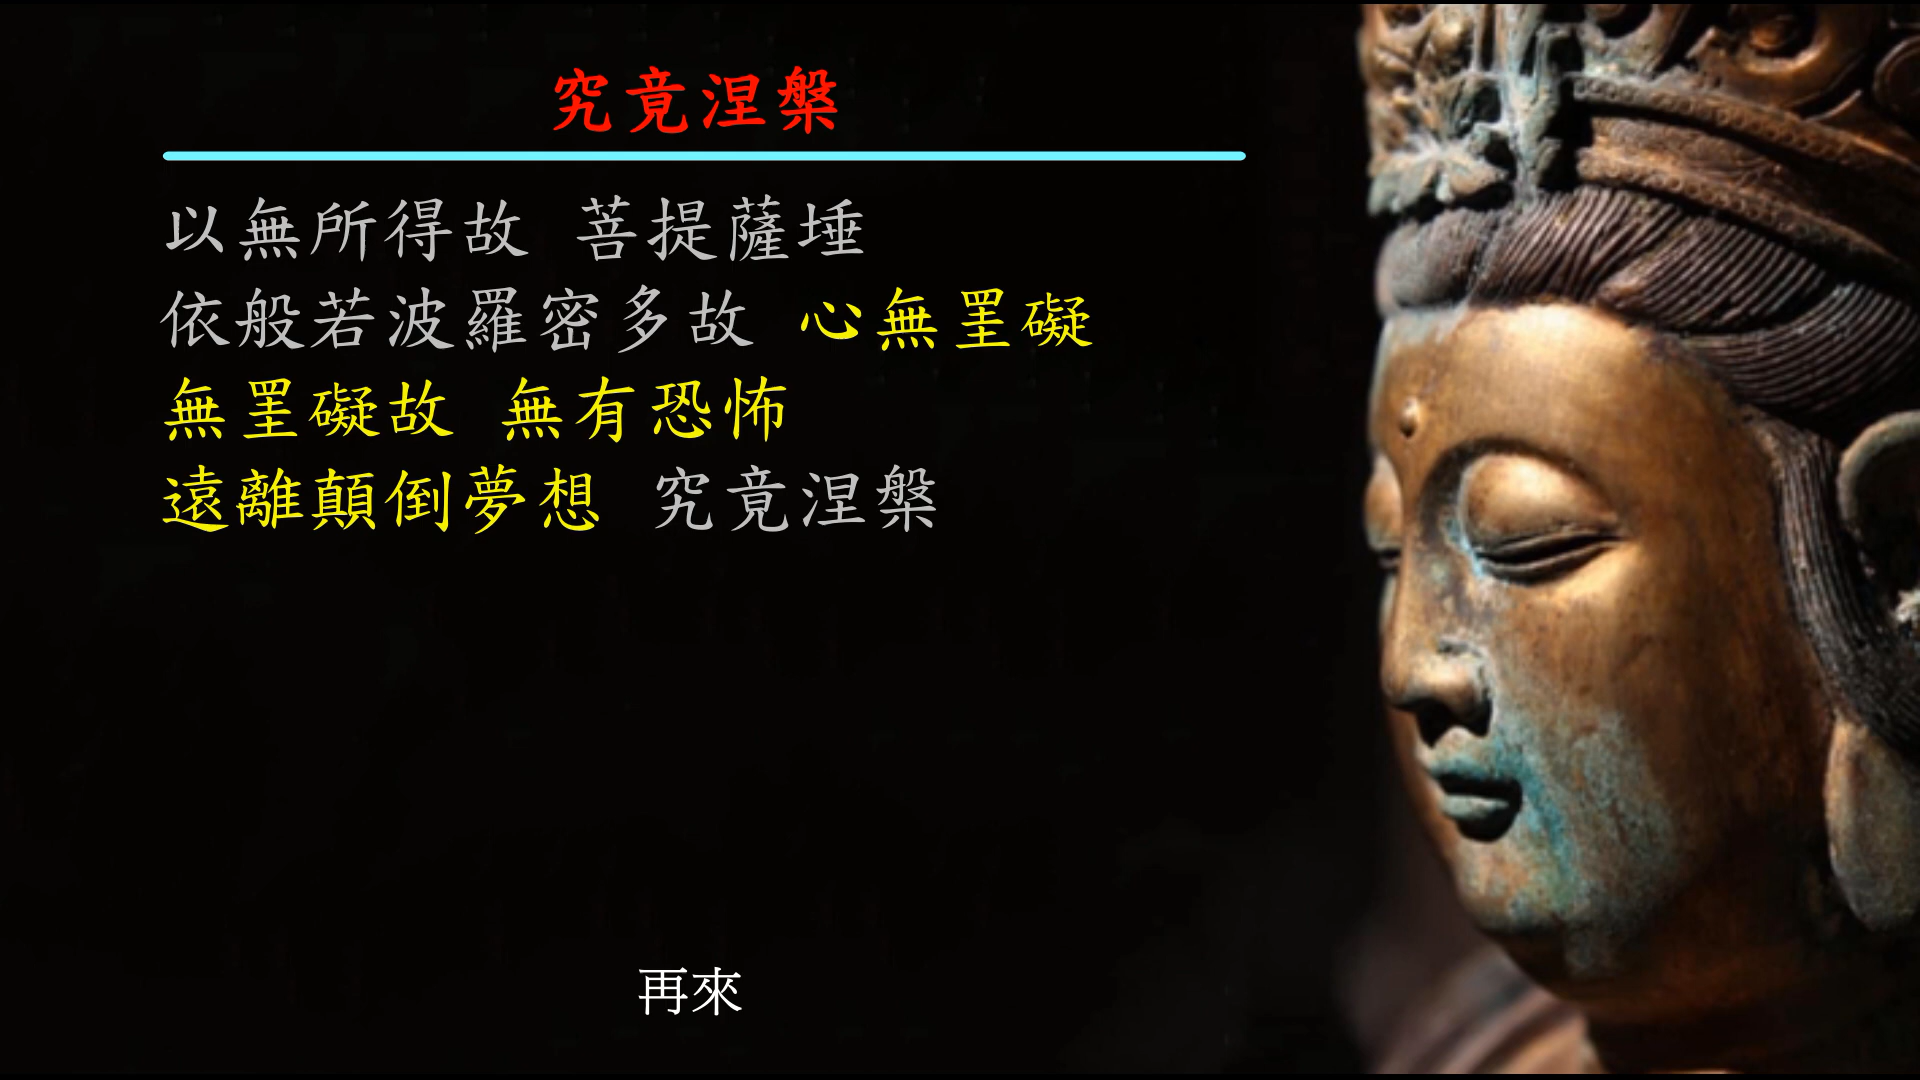 究竟涅槃
以無所得故 菩提薩埵
依般若波羅密多故 心無罣礙
無罣礙故 無有恐怖
遠離顛倒夢想 究竟涅槃
再來